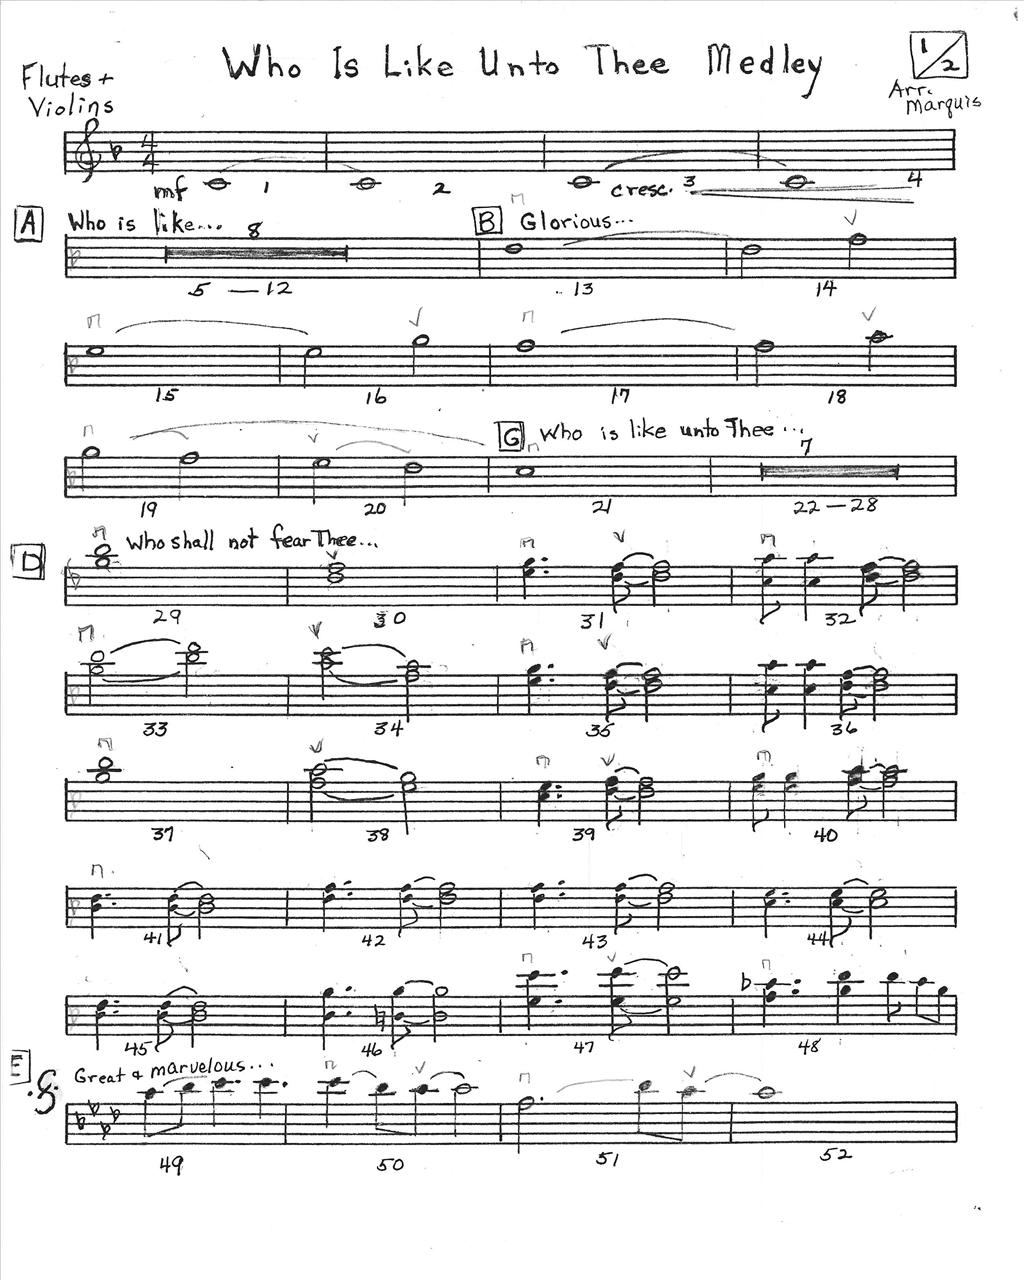 Who Is Like Unto Thee Medley
1/2
Flutes +
Violins
Arr.
Marquis
4
4
mf 1 2 cresc. 3 4
A Who is like... 8 B Glorious...
5 — 12 13 14
15 16 17 18
G Who is like unto Thee... 7
19 20 21 22 — 28
D Who shall not fear Thee...
29 30 31 32
33 34 35 36
37 38 39 40
41 42 43 44
45 46 47 48
E Great & marvelous...
49 50 51 52